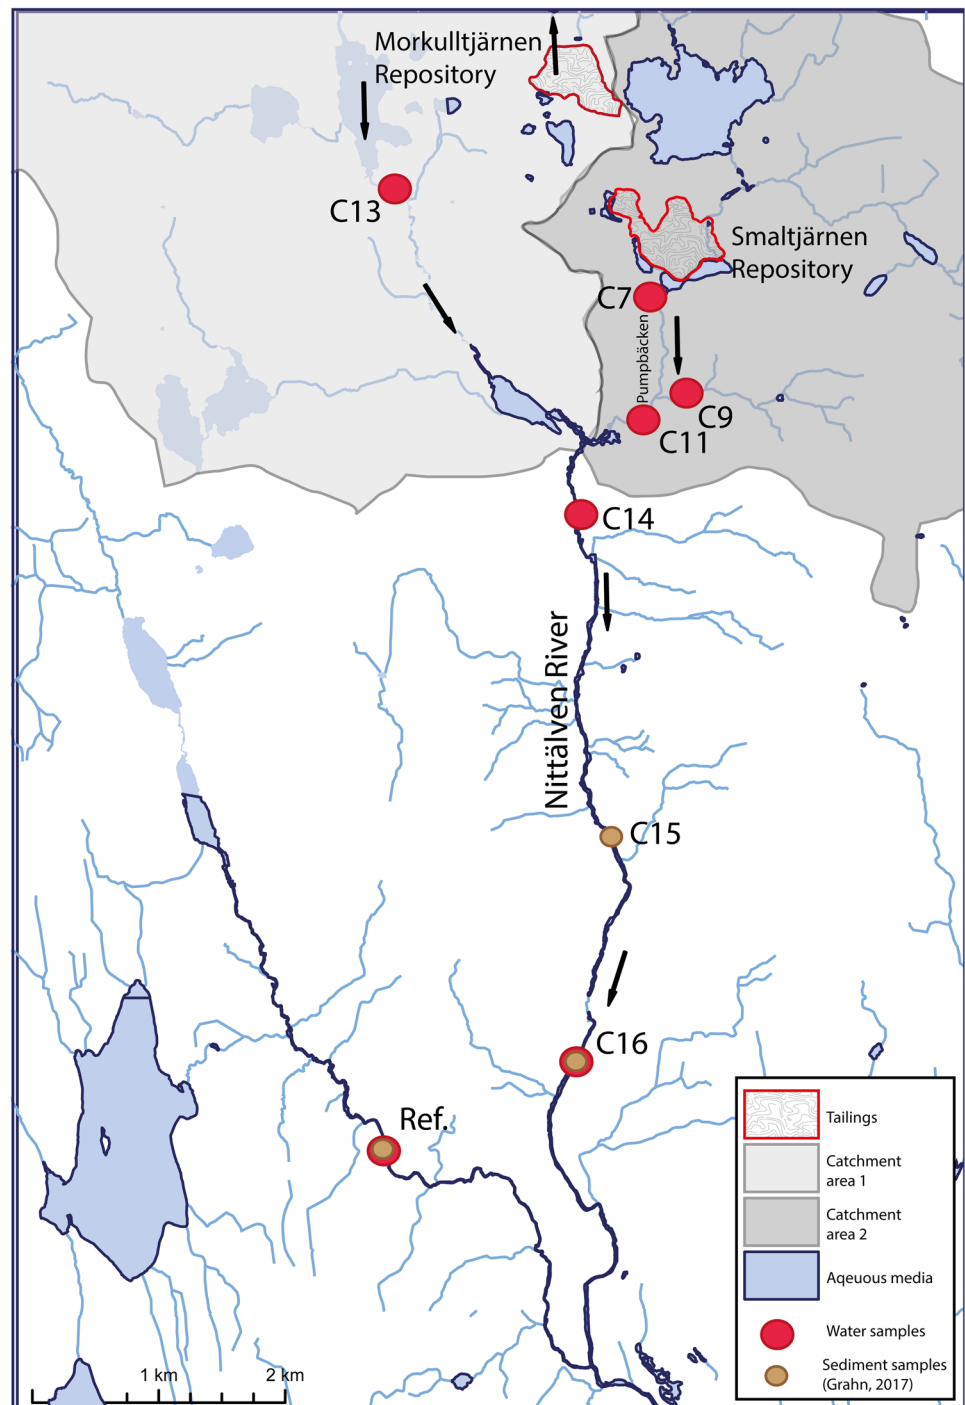 Morkulltjärnen
Repository
C13
Smaltjärnen
Repository
C7
Pumpbäcken
C9
C11
C14
Nittälven River
C15
C16
Ref.
Tailings
Catchment
area 1
Catchment
area 2
Aqeuous media
Water samples
Sediment samples
(Grahn, 2017)
1 km
2 km